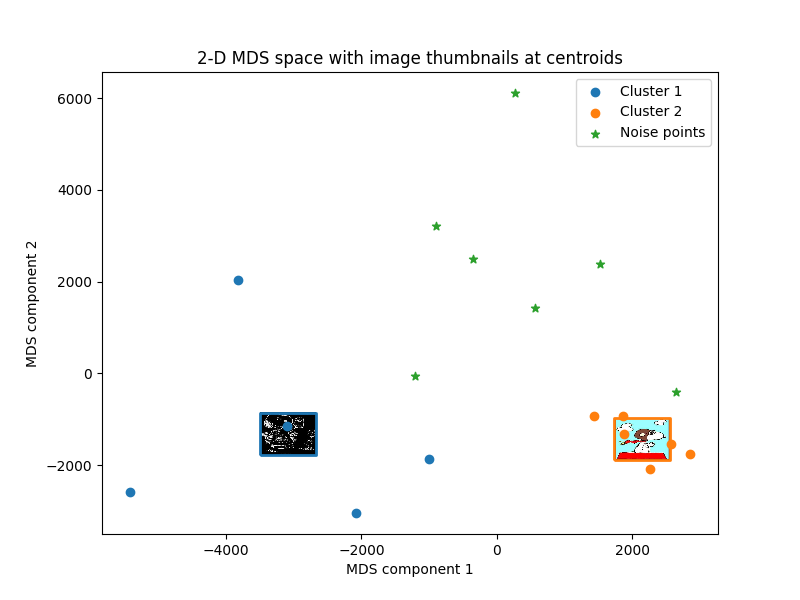 2-D MDS space with image thumbnails at centroids
Cluster 1
Cluster 2
Noise points
6000
4000
2000
0
−2000
MDS component 2
−4000
−2000
0
2000
MDS component 1